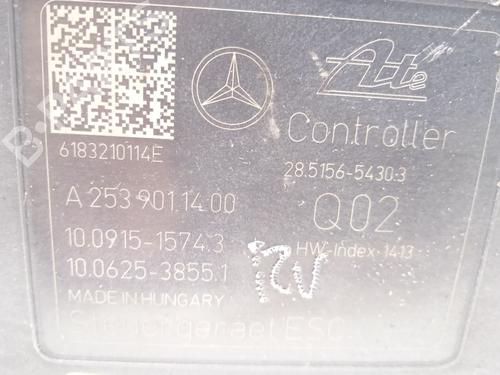 Ate
Controller
6183210114E
28.5156-5430.3
A 253 901 14 00
Q02
10.0915-1574.3
HW-Index 1413
10.0625-3855.1
MADE IN HUNGARY
Steuergeraet ESC